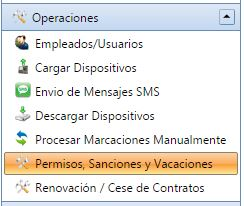 Operaciones
Empleados/Usuarios
Cargar Dispositivos
Envio de Mensajes SMS
Descargar Dispositivos
Procesar Marcaciones Manualmente
Permisos, Sanciones y Vacaciones
Renovación / Cese de Contratos